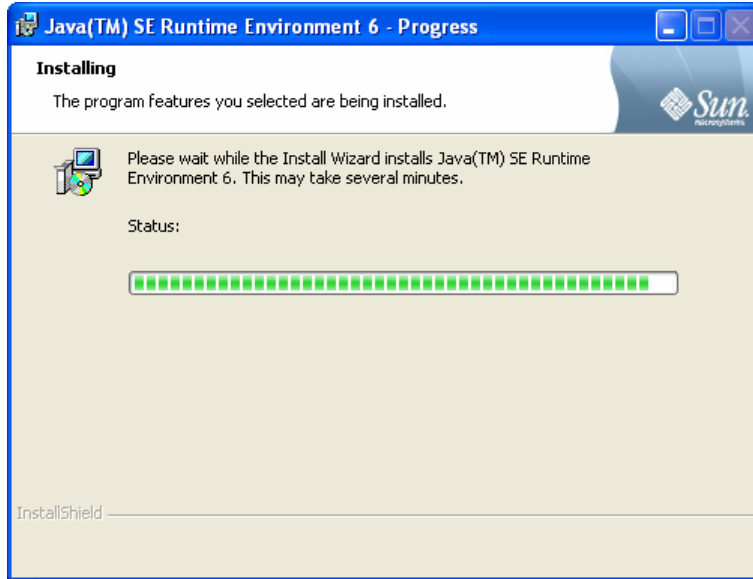 Java(TM) SE Runtime Environment 6 - Progress
Installing
The program features you selected are being installed.
Sun
microsystems
Please wait while the Install Wizard installs Java(TM) SE Runtime
Environment 6. This may take several minutes.
Status:
InstallShield